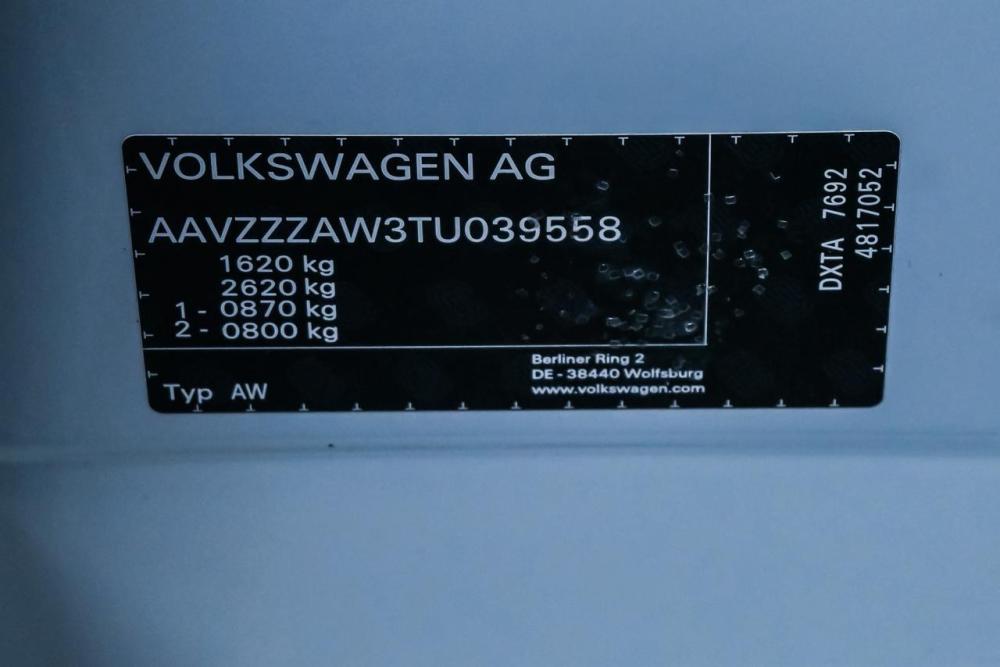 VOLKSWAGEN AG
AAVZZZAW3TU039558
1620 kg
2620 kg
1 - 0870 kg
2 - 0800 kg
Typ AW
Berliner Ring 2
DE - 38440 Wolfsburg
www.volkswagen.com
DXTA 7692
4817052